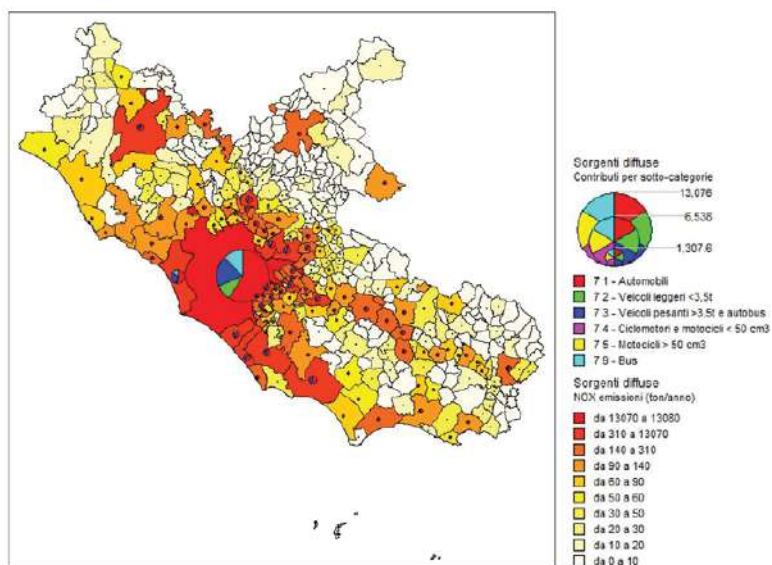 Sorgenti diffuse
Contributi per sotto-categorie
13,076
6,538
1,307.6
7 1 - Automobili
7 2 - Veicoli leggeri <3,5t
7 3 - Veicoli pesanti >3.5t e autobus
7 4 - Ciclomotori e motocicli < 50 cm3
7 5 - Motocicli > 50 cm3
7 9 - Bus
Sorgenti diffuse
NOX emissioni (ton/anno)
da 13070 a 13080
da 310 a 13070
da 140 a 310
da 90 a 140
da 60 a 90
da 50 a 60
da 30 a 50
da 20 a 30
da 10 a 20
da 0 a 10